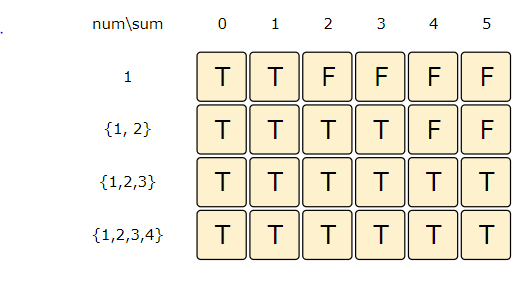 num\sum 0 1 2 3 4 5
1 T T F F F F
{1, 2} T T T T F F
{1,2,3} T T T T T T
{1,2,3,4} T T T T T T